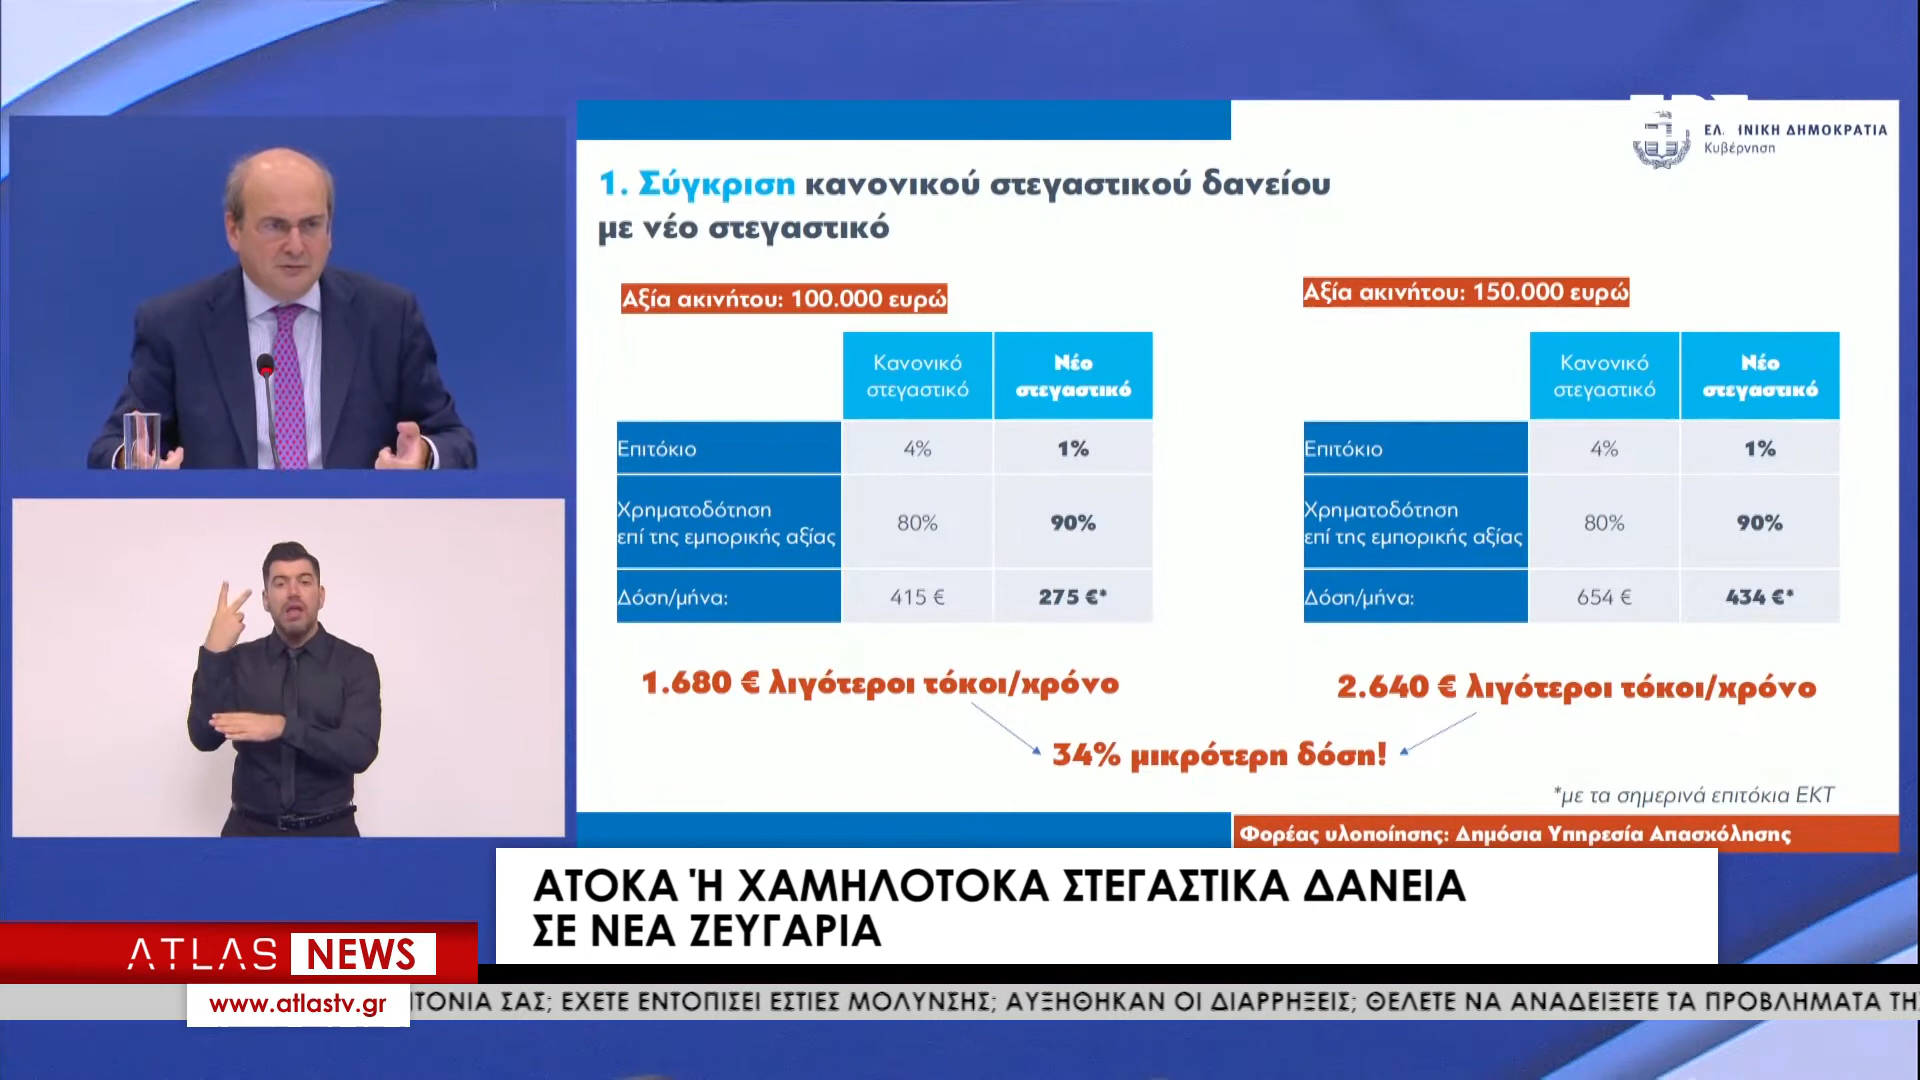 ΕΛ. ΝΙΚΗ ΔΗΜΟΚΡΑΤΙΑ
Κυβέρνηση
1. Σύγκριση κανονικού στεγαστικού δανείου
με νέο στεγαστικό
Αξία ακινήτου: 100.000 ευρώ
Κανονικό στεγαστικό
Νέο στεγαστικό
Επιτόκιο 4% 1%
Χρηματοδότηση
επί της εμπορικής αξίας 80% 90%
Δόση/μήνα: 415 € 275 €*
1.680 € λιγότεροι τόκοι/χρόνο
Αξία ακινήτου: 150.000 ευρώ
Κανονικό στεγαστικό
Νέο στεγαστικό
Επιτόκιο 4% 1%
Χρηματοδότηση
επί της εμπορικής αξίας 80% 90%
Δόση/μήνα: 654 € 434 €*
2.640 € λιγότεροι τόκοι/χρόνο
34% μικρότερη δόση!
*με τα σημερινά επιτόκια ΕΚΤ
Φορέας υλοποίησης: Δημόσια Υπηρεσία Απασχόλησης
ΑΤΟΚΑ Ή ΧΑΜΗΛΟΤΟΚΑ ΣΤΕΓΑΣΤΙΚΑ ΔΑΝΕΙΑ
ΣΕ ΝΕΑ ΖΕΥΓΑΡΙΑ
ATLAS NEWS
www.atlastv.gr
ΙΤΟΝΙΑ ΣΑΣ; ΕΧΕΤΕ ΕΝΤΟΠΙΣΕΙ ΕΣΤΙΕΣ ΜΟΛΥΝΣΗΣ; ΑΥΞΗΘΗΚΑΝ ΟΙ ΔΙΑΡΡΗΞΕΙΣ; ΘΕΛΕΤΕ ΝΑ ΑΝΑΔΕΙΞΕΤΕ ΤΑ ΠΡΟΒΛΗΜΑΤΑ ΤΗ